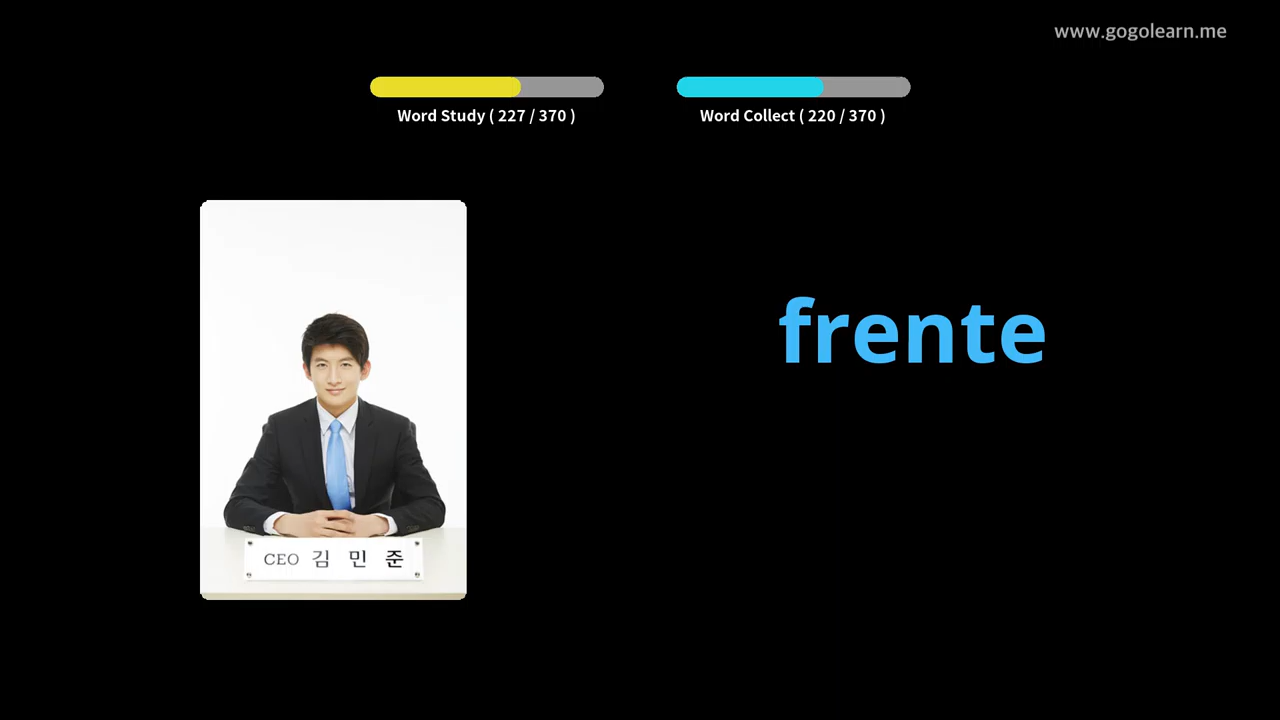 www.gogolearn.me
Word Study ( 227 / 370 )
Word Collect ( 220 / 370 )
frente
CEO 김 민 준